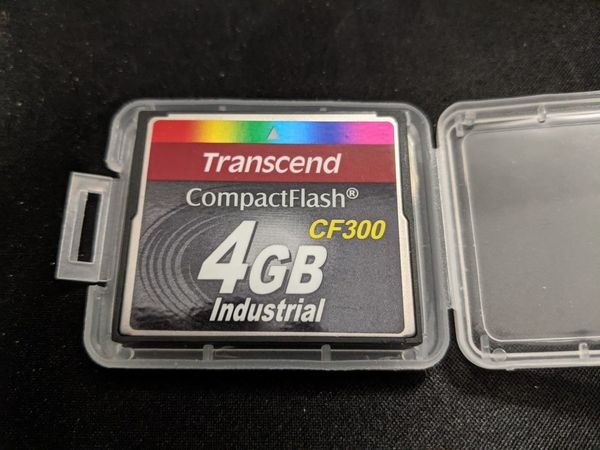 Transcend
CompactFlash®
CF300
4GB
Industrial